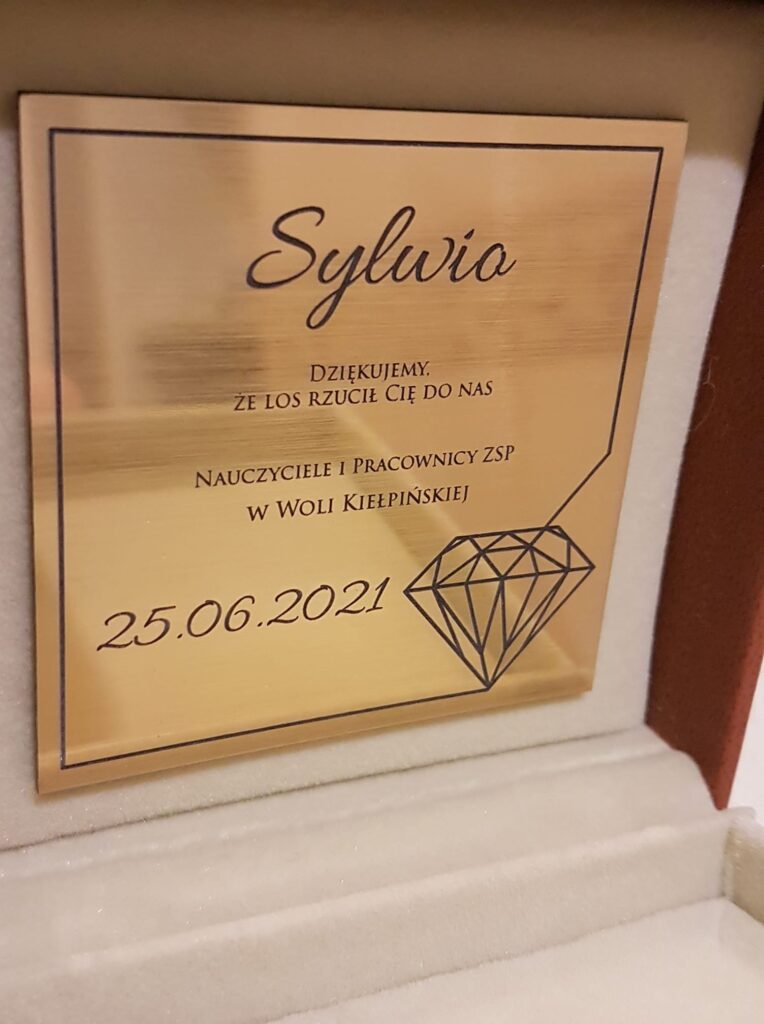 Sylwio
Dziękujemy,
że los rzucił Cię do nas
Nauczyciele i Pracownicy ZSP
w Woli Kiełpińskiej
25.06.2021